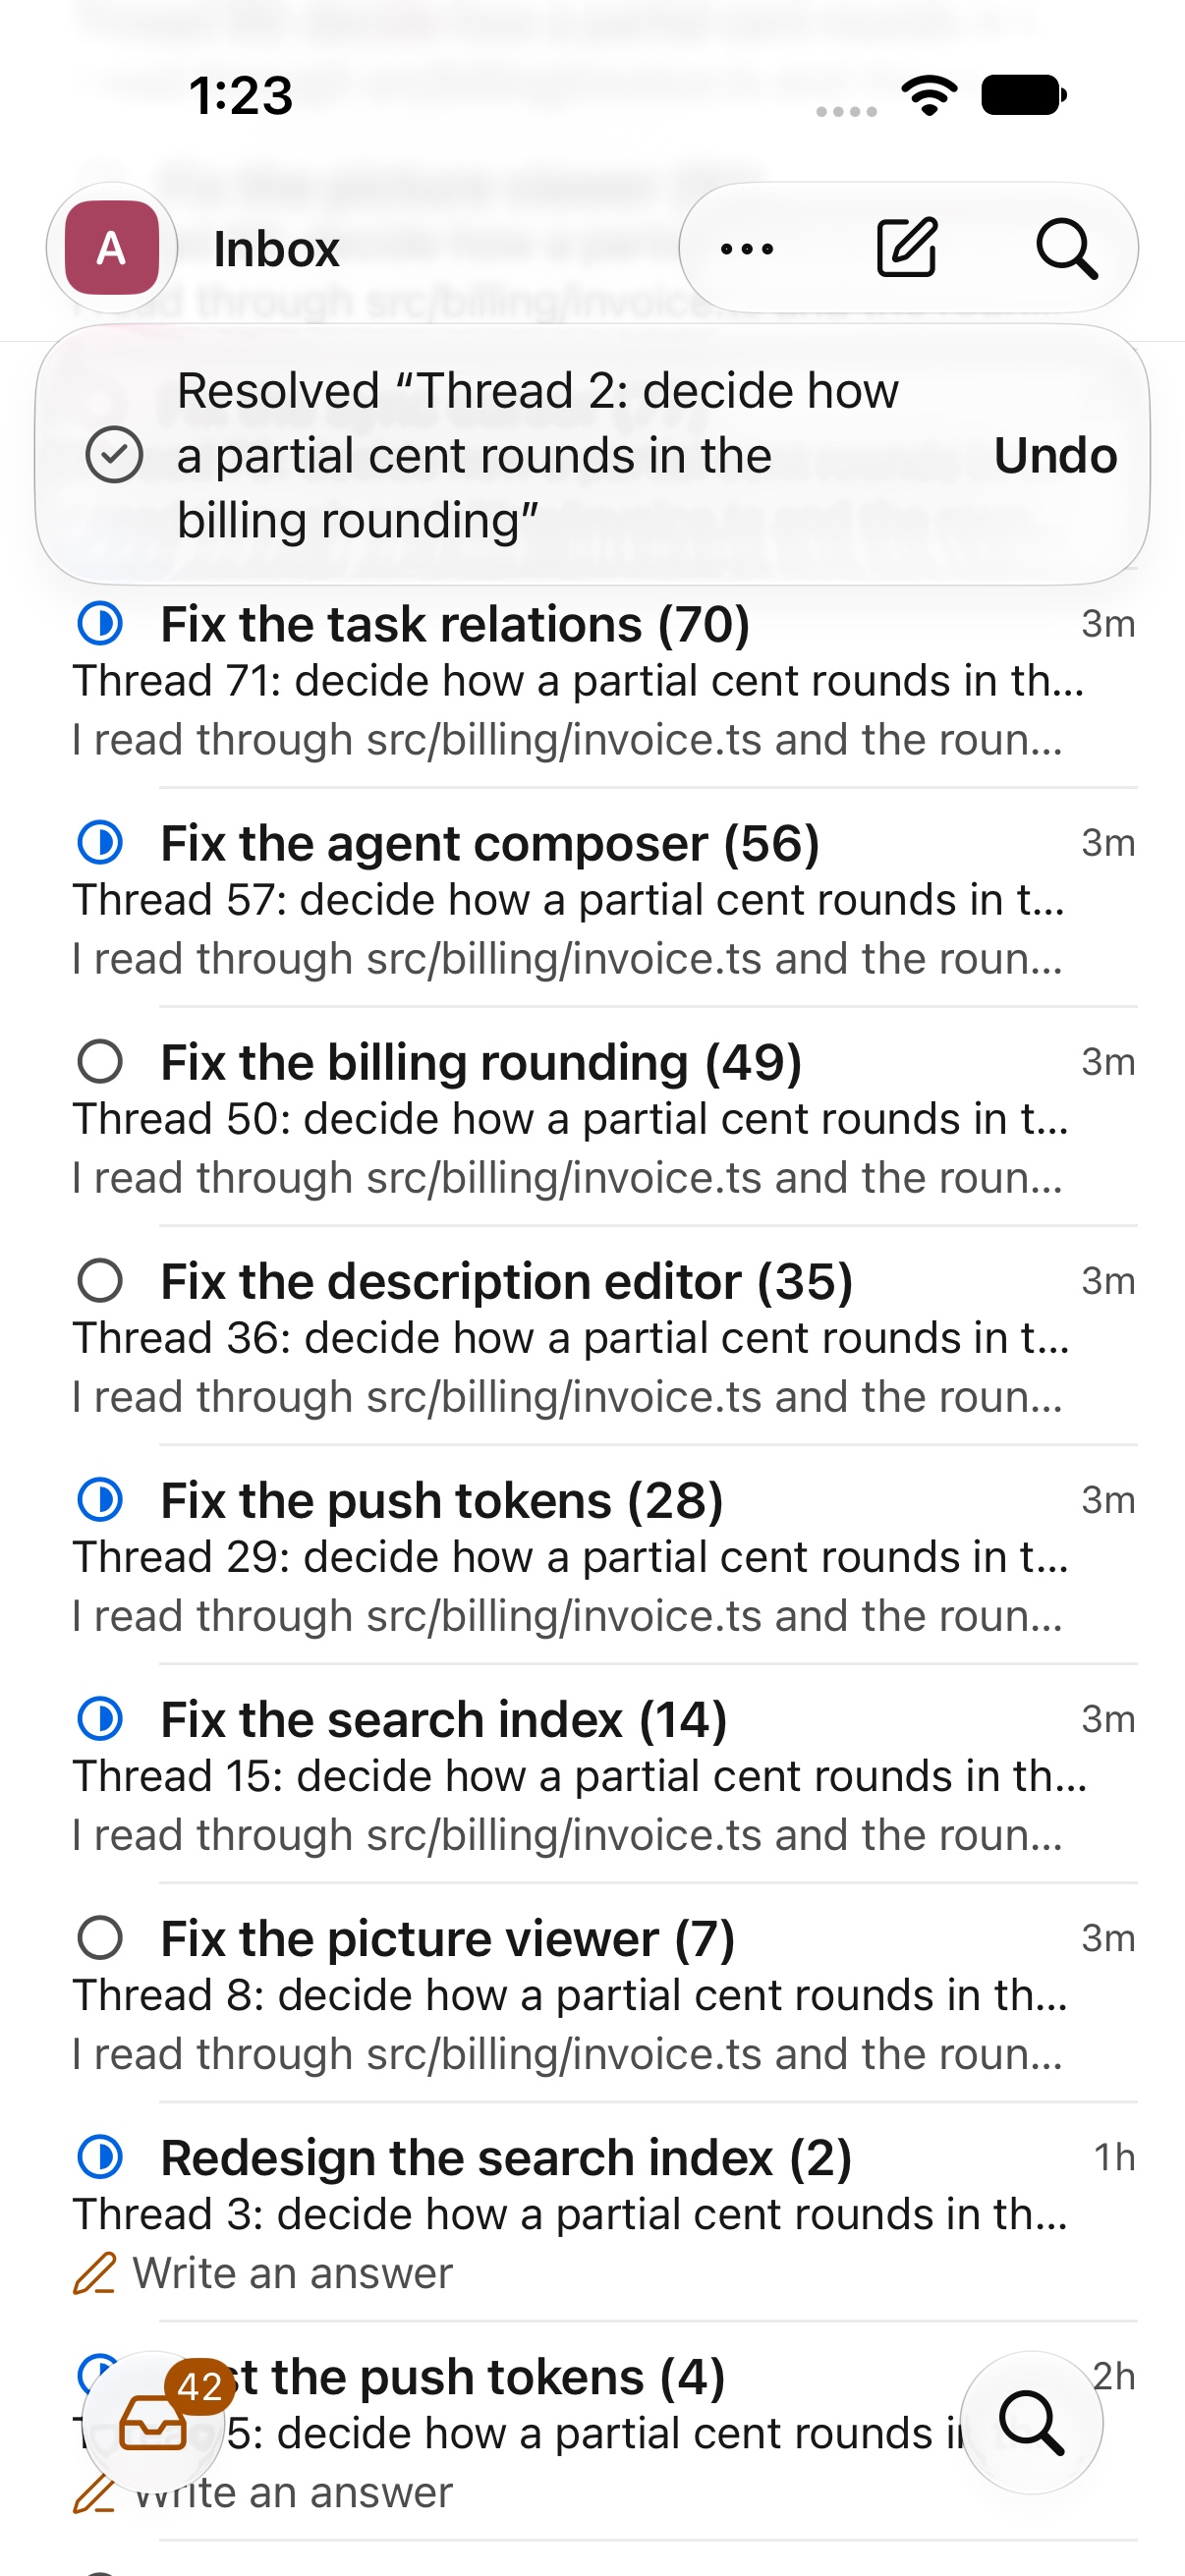 1:23
A
Inbox
Resolved “Thread 2: decide how
a partial cent rounds in the
billing rounding”
Undo
Fix the task relations (70) 3m
Thread 71: decide how a partial cent rounds in th...
I read through src/billing/invoice.ts and the roun...
Fix the agent composer (56) 3m
Thread 57: decide how a partial cent rounds in t...
I read through src/billing/invoice.ts and the roun...
Fix the billing rounding (49) 3m
Thread 50: decide how a partial cent rounds in t...
I read through src/billing/invoice.ts and the roun...
Fix the description editor (35) 3m
Thread 36: decide how a partial cent rounds in t...
I read through src/billing/invoice.ts and the roun...
Fix the push tokens (28) 3m
Thread 29: decide how a partial cent rounds in t...
I read through src/billing/invoice.ts and the roun...
Fix the search index (14) 3m
Thread 15: decide how a partial cent rounds in th...
I read through src/billing/invoice.ts and the roun...
Fix the picture viewer (7) 3m
Thread 8: decide how a partial cent rounds in th...
I read through src/billing/invoice.ts and the roun...
Redesign the search index (2) 1h
Thread 3: decide how a partial cent rounds in th...
Write an answer
the push tokens (4) 2h
42
5: decide how a partial cent rounds
Write an answer